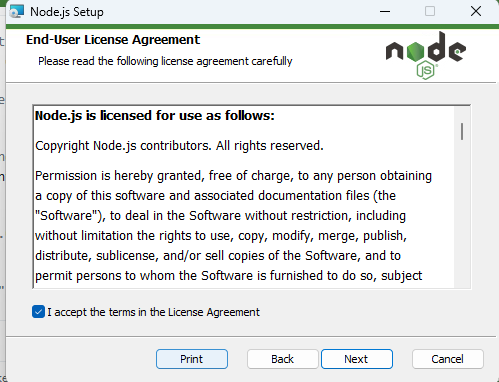 Node.js Setup
End-User License Agreement
Please read the following license agreement carefully
node
JS
Node.js is licensed for use as follows:
Copyright Node.js contributors. All rights reserved.
Permission is hereby granted, free of charge, to any person obtaining
a copy of this software and associated documentation files (the
"Software"), to deal in the Software without restriction, including
without limitation the rights to use, copy, modify, merge, publish,
distribute, sublicense, and/or sell copies of the Software, and to
permit persons to whom the Software is furnished to do so, subject
I accept the terms in the License Agreement
Print
Back
Next
Cancel